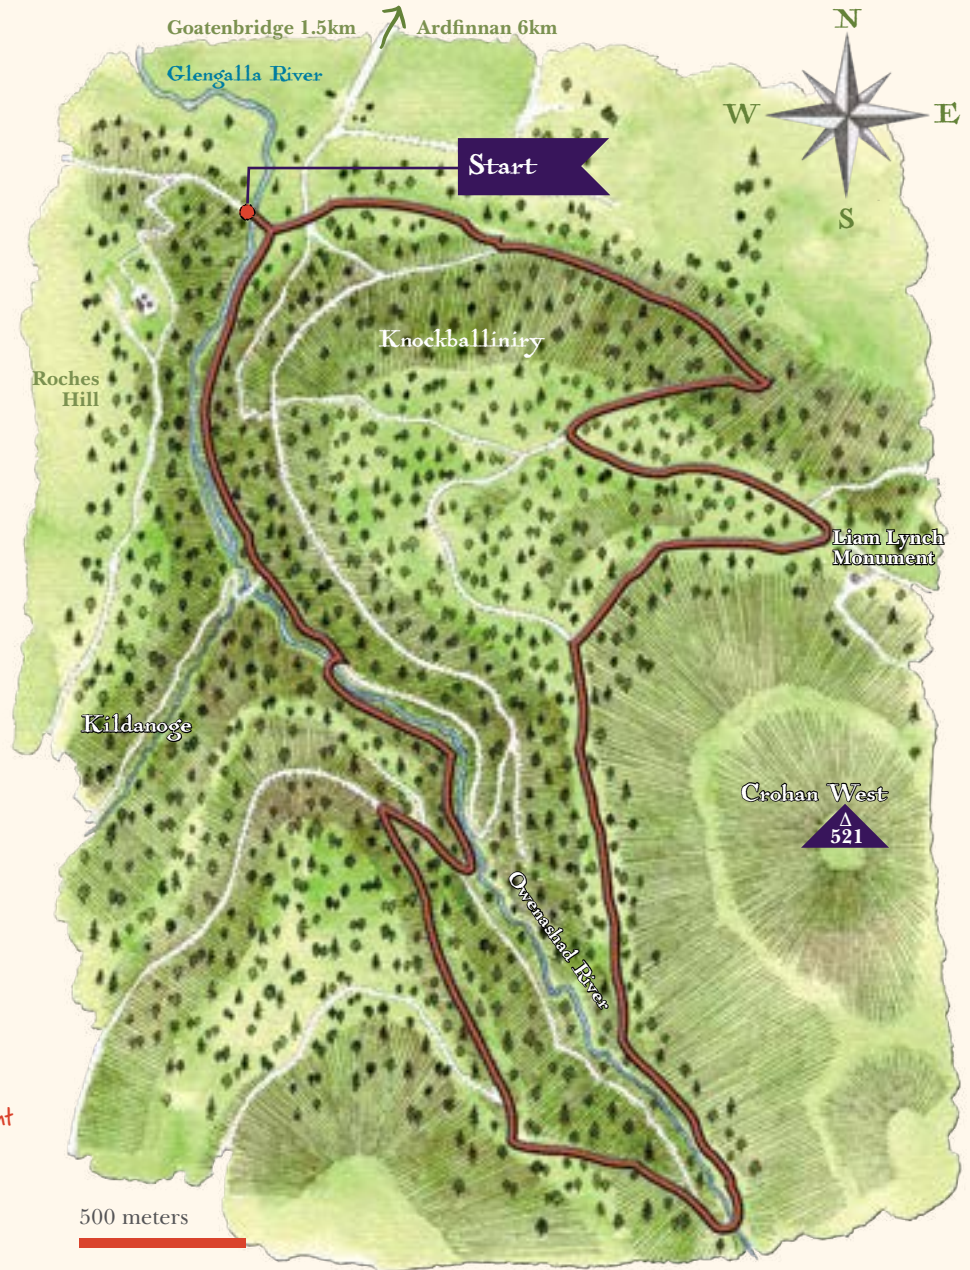 Goatenbridge 1.5km
Ardfinnan 6km
Glengalla River
N
W
E
S
Start
Knockballiniry
Roches
Hill
Liam Lynch
Monument
Kildanoge
Crohan West
Δ
521
Owenashad River
500 meters